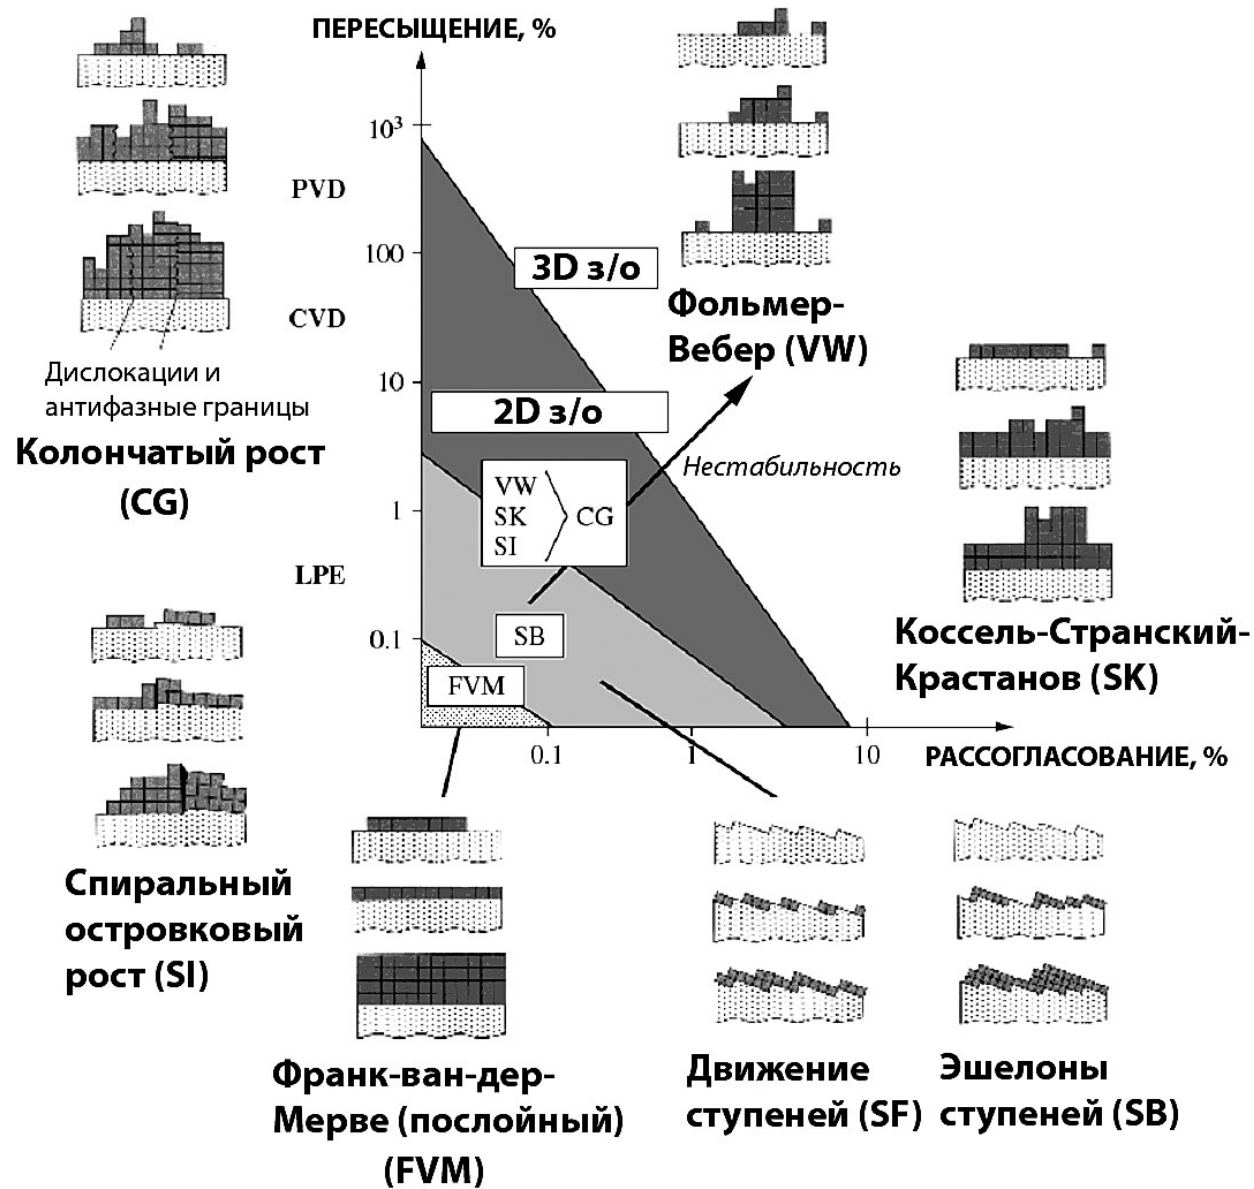 ПЕРЕСЫЩЕНИЕ, %
10³
PVD
100
CVD
10
1
LPE
0.1
0.1
1
10
РАССОГЛАСОВАНИЕ, %
3D з/о
2D з/о
VW
SK
SI
CG
SB
FVM
Нестабильность
Дислокации и
антифазные границы
Колончатый рост
(CG)
Фольмер-
Вебер (VW)
Коссель-Странский-
Крастанов (SK)
Спиральный
островковый
рост (SI)
Франк-ван-дер-
Мерве (послойный)
(FVM)
Движение
ступеней (SF)
Эшелоны
ступеней (SB)